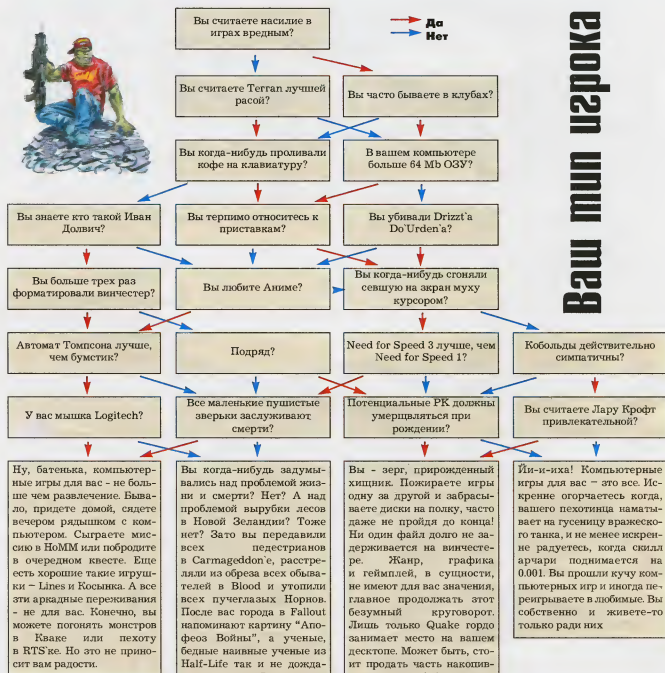 Вы считаете насилие в
играх вредным?
Да
Нет
Ваш тип игрока
Вы считаете Terran лучшей
расой?
Вы часто бываете в клубах?
Вы когда-нибудь проливали
кофе на клавиатуру?
В вашем компьютере
больше 64 Mb ОЗУ?
Вы знаете кто такой Иван
Долвич?
Вы терпимо относитесь к
приставкам?
Вы убивали Drizzt'a
Do'Urden'a?
Вы больше трех раз
форматировали винчестер?
Вы любите Аниме?
Вы когда-нибудь сгоняли
севшую на экран муху
курсором?
Автомат Томпсона лучше,
чем бумстик?
Подряд?
Need for Speed 3 лучше, чем
Need for Speed 1?
Кобольды действительно
симпатичны?
У вас мышка Logitech?
Все маленькие пушистые
зверьки заслуживают
смерти?
Потенциальные РК должны
умерщвляться при
рождении?
Вы считаете Лару Крофт
привлекательной?
Ну, батенька, компьютер-
ные игры для вас - не боль-
ше чем развлечение. Быва-
ло, придете домой, сядете
вечером рядышком с ком-
пьютером. Сыграете мис-
сию в HoMM или побродите
в очередном квесте. Еще
есть хорошие такие игруш-
ки - Lines и Косынка. А все
эти аркадные переживания
- не для вас. Конечно, вы
можете погонять монстров
в Кваке или пехоту
в RTS'ке. Но это не прино-
сит вам радости.
Вы когда-нибудь задумы-
вались над проблемой жиз-
ни и смерти? Нет? А над
проблемой вырубки лесов
в Новой Зеландии? Тоже
нет? Зато вы передавили
всех педестрианов
в Carmageddon'е, расстре-
ляли из обреза всех обыва-
телей в Blood и утопили
всех пучеглазых Норнов.
После вас города в Fallout
напоминают картину "Апо-
феоз Войны", а ученые,
бедные наивные ученые из
Half-Life так и не дожда-
Вы - зерг, прирожденный
хищник. Пожираете игры
одну за другой и забрасы-
ваете диски на полку, часто
даже не пройдя до конца!
Ни один файл долго не за-
держивается на винчесте-
ре. Жанр, графика
и геймплей, в сущности,
не имеют для вас значения,
главное продолжать этот
безумный круговорот.
Лишь только Quake гордо
занимает место на вашем
десктопе. Может быть, сто-
ит продать часть накопив-
Йи-и-иха! Компьютерные
игры для вас - это все. Ис-
кренне огорчаетесь когда,
вашего пехотинца наматы-
вает на гусеницу вражеско-
го танка, и не менее искрен-
не радуетесь, когда скилл
арчари поднимается на
0.001. Вы прошли кучу ком-
пьютерных игр и иногда пе-
реигрываете в любимые. Вы
собственно и живете-то
только ради них